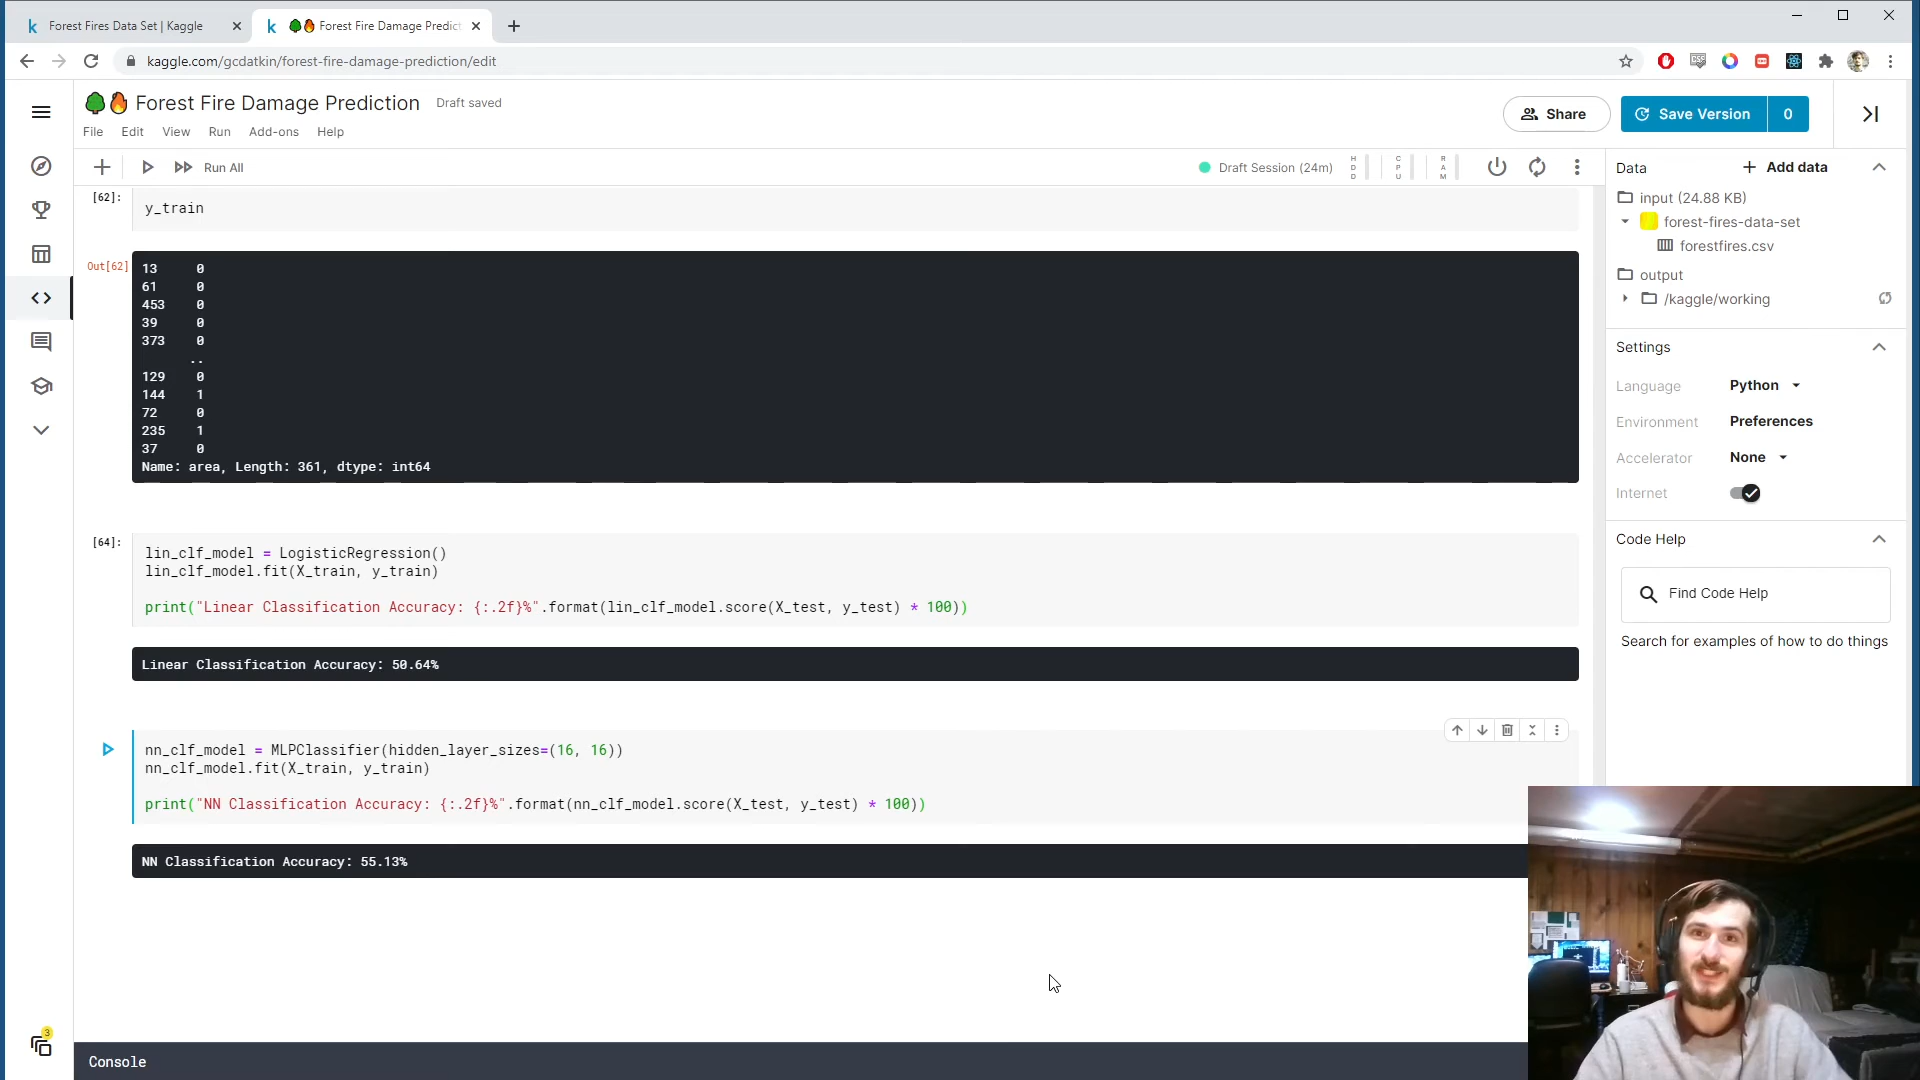 Forest Fires Data Set | Kaggle
Forest Fire Damage Predict
kaggle.com/gcdatkin/forest-fire-damage-prediction/edit
Forest Fire Damage Prediction
Draft saved
File Edit View Run Add-ons Help
Share
Save Version
0
Run All
Draft Session (24m)
HDD
CPU
RAM
[62]:
y_train
Out[62]
13 0
61 0
453 0
39 0
373 0
..
129 0
144 1
72 0
235 1
37 0
Name: area, Length: 361, dtype: int64
[64]:
lin_clf_model = LogisticRegression()
lin_clf_model.fit(X_train, y_train)
print("Linear Classification Accuracy: {:.2f}%".format(lin_clf_model.score(X_test, y_test) * 100))
Linear Classification Accuracy: 50.64%
nn_clf_model = MLPClassifier(hidden_layer_sizes=(16, 16))
nn_clf_model.fit(X_train, y_train)
print("NN Classification Accuracy: {:.2f}%".format(nn_clf_model.score(X_test, y_test) * 100))
NN Classification Accuracy: 55.13%
3
Console
Data
Add data
input (24.88 KB)
forest-fires-data-set
forestfires.csv
output
/kaggle/working
Settings
Language Python
Environment Preferences
Accelerator None
Internet
Code Help
Find Code Help
Search for examples of how to do things